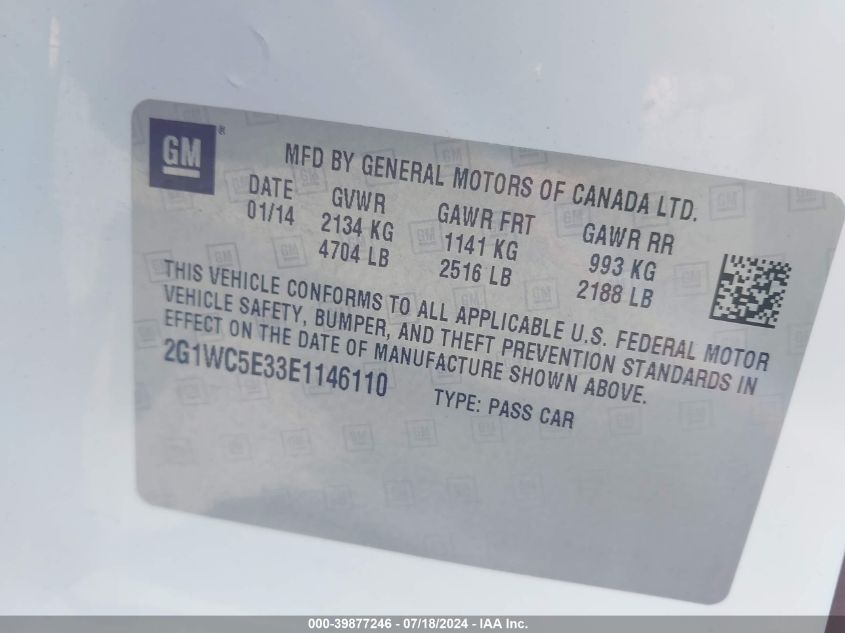 GM®
MFD BY GENERAL MOTORS OF CANADA LTD.
DATE GVWR GAWR FRT GAWR RR
01/14 2134 KG 1141 KG 993 KG
4704 LB 2516 LB 2188 LB
THIS VEHICLE CONFORMS TO ALL APPLICABLE U.S. FEDERAL MOTOR
VEHICLE SAFETY, BUMPER, AND THEFT PREVENTION STANDARDS IN
EFFECT ON THE DATE OF MANUFACTURE SHOWN ABOVE.
2G1WC5E33E1146110 TYPE: PASS CAR
000-39877246 - 07/18/2024 - IAA Inc.